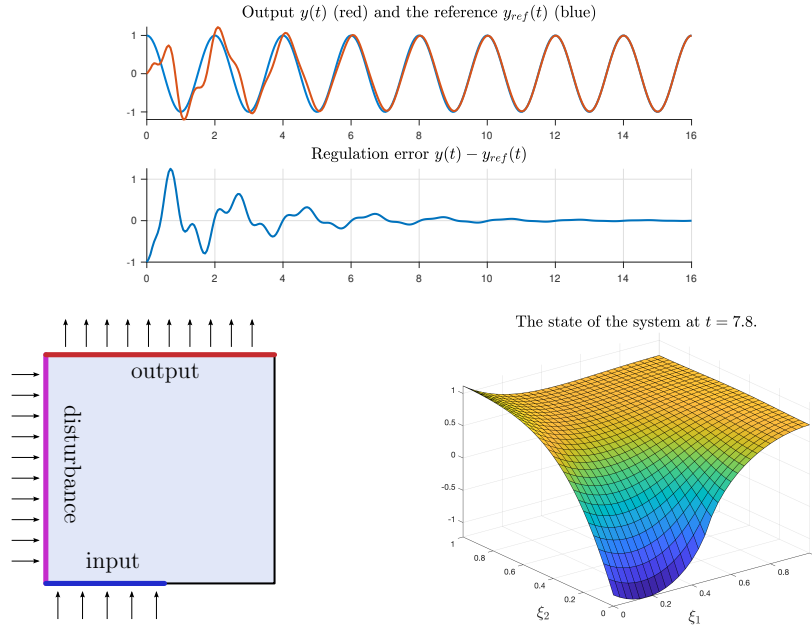 Output y(t) (red) and the reference y_ref(t) (blue)
1
0
-1
0 2 4 6 8 10 12 14 16
Regulation error y(t) − y_ref(t)
1
0
-1
0 2 4 6 8 10 12 14 16
output
disturbance
input
The state of the system at t = 7.8.
1
0.5
0
-0.5
-1
1
0.8
0.6
0.4
0.2
0
ξ2
0
0.2
0.4
0.6
0.8
ξ1